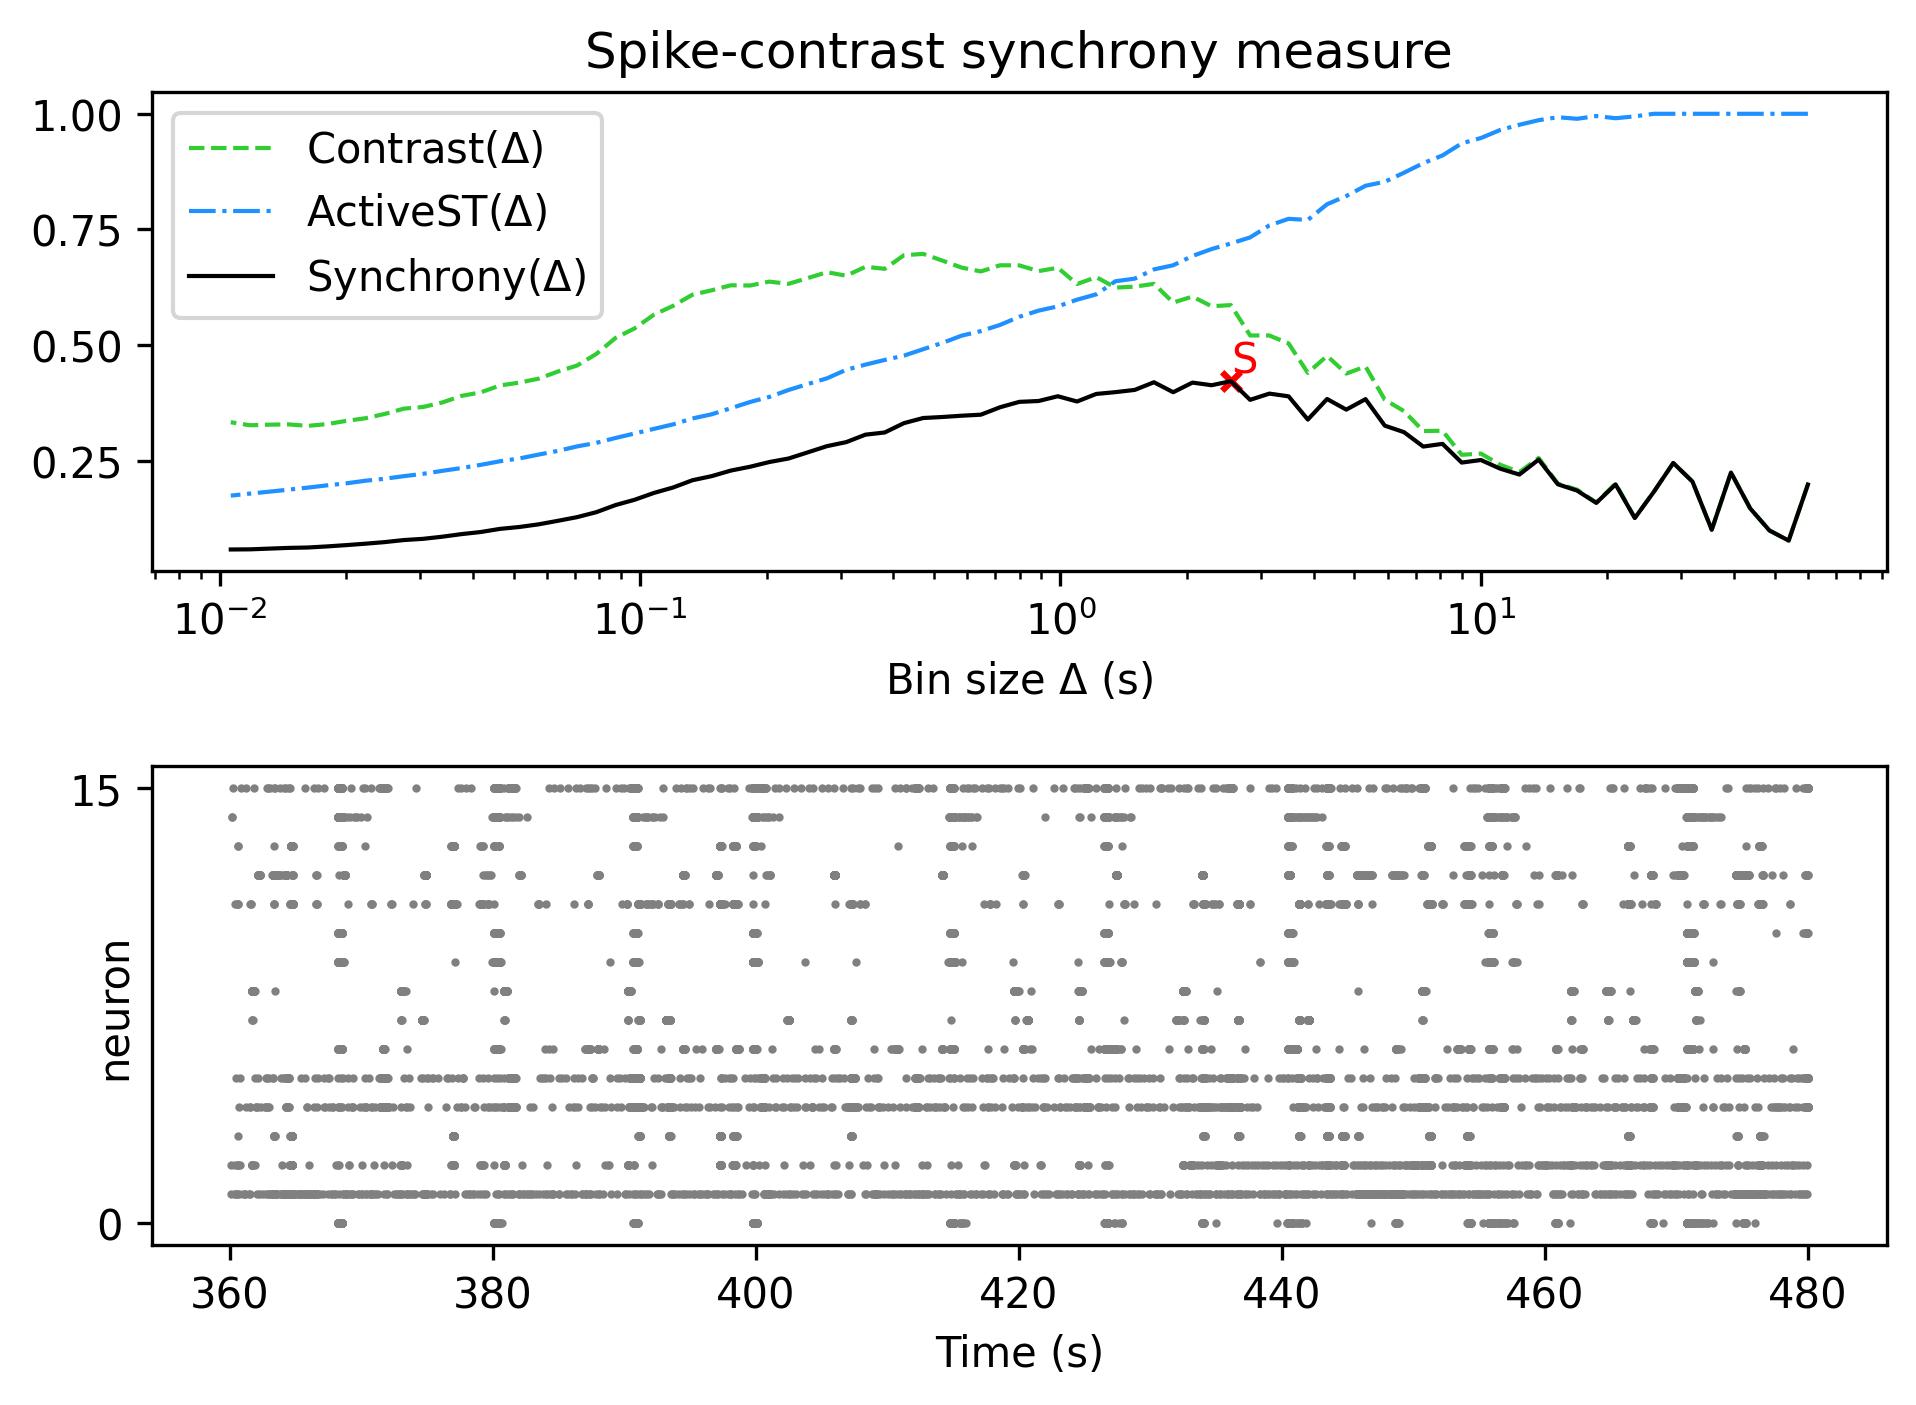 Spike-contrast synchrony measure
1.00
0.75
0.50
0.25
Contrast(Δ)
ActiveST(Δ)
Synchrony(Δ)
S
10⁻² 10⁻¹ 10⁰ 10¹
Bin size Δ (s)
15
0
neuron
360 380 400 420 440 460 480
Time (s)